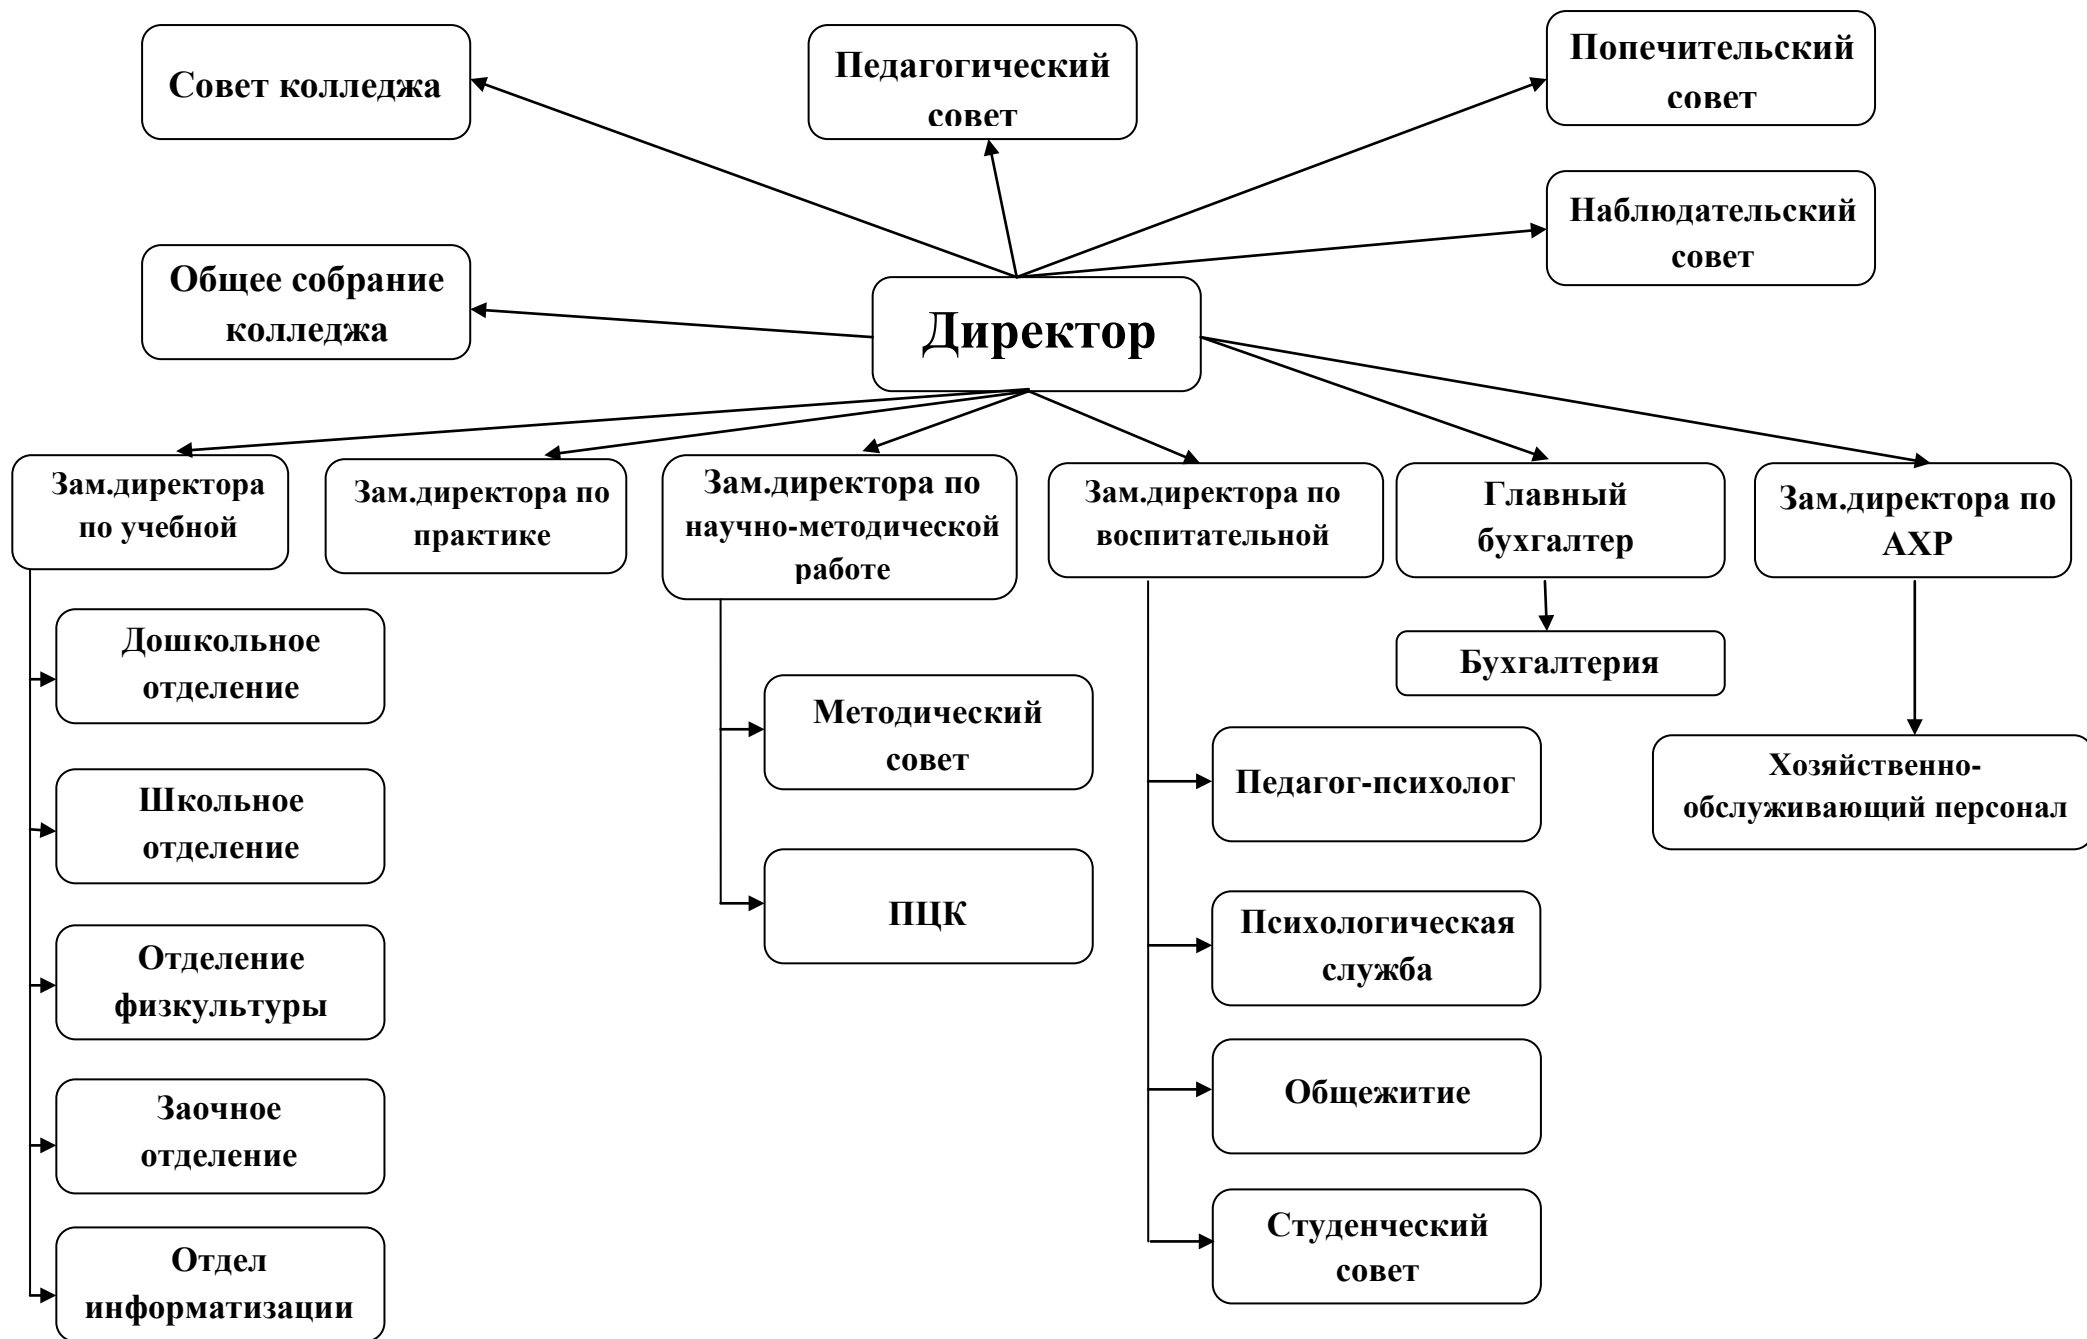 Совет колледжа
Педагогический
совет
Попечительский
совет
Наблюдательский
совет
Общее собрание
колледжа
Директор
Зам.директора
по учебной
Зам.директора по
практике
Зам.директора по
научно-методической
работе
Зам.директора по
воспитательной
Главный
бухгалтер
Зам.директора по
АХР
Дошкольное
отделение
Школьное
отделение
Отделение
физкультуры
Заочное
отделение
Отдел
информатизации
Методический
совет
ПЦК
Педагог-психолог
Психологическая
служба
Общежитие
Студенческий
совет
Бухгалтерия
Хозяйственно-
обслуживающий персонал